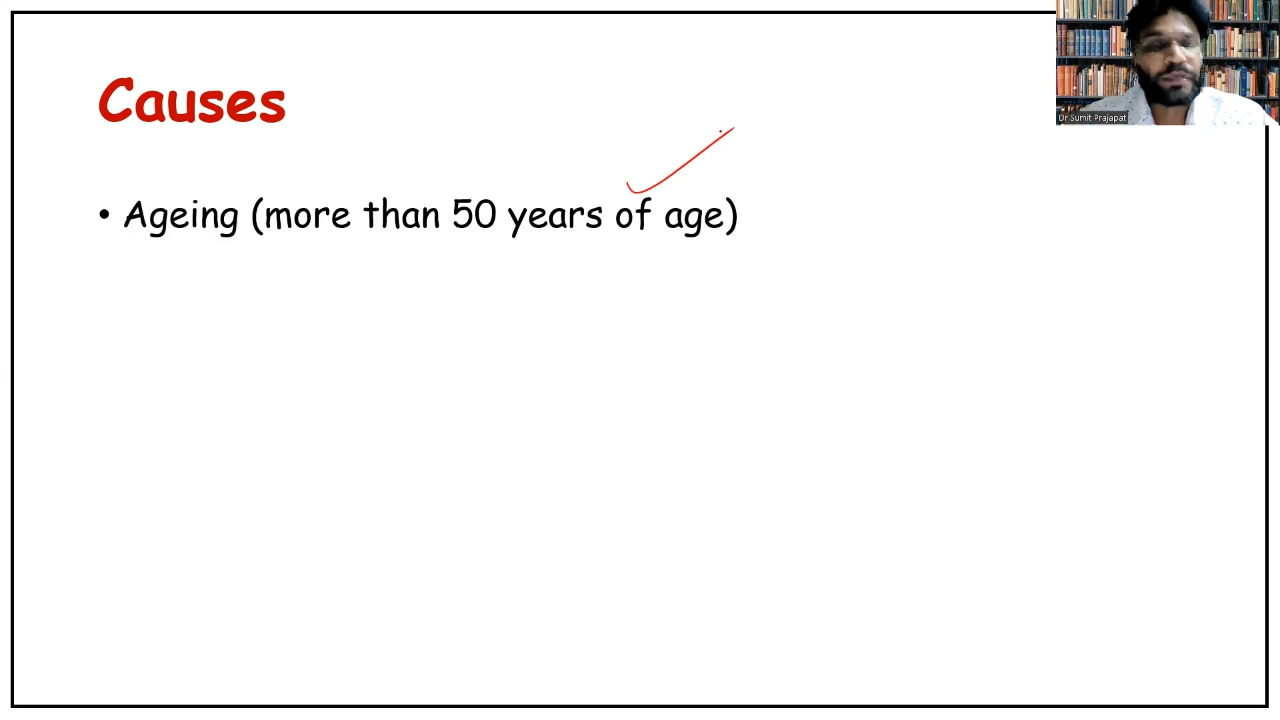 Causes
• Ageing (more than 50 years of age)
Dr.Sumit Prajapat